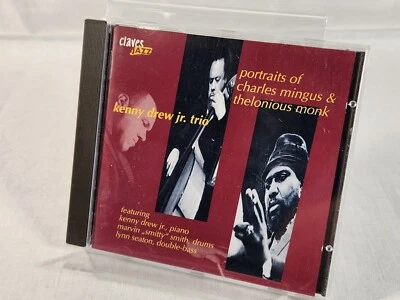 claves
JAZZ
portraits of
charles mingus &
thelonious monk
kenny drew jr. trio
featuring
kenny drew jr., piano
marvin „smitty“ smith, drums
lynn seaton, double-bass